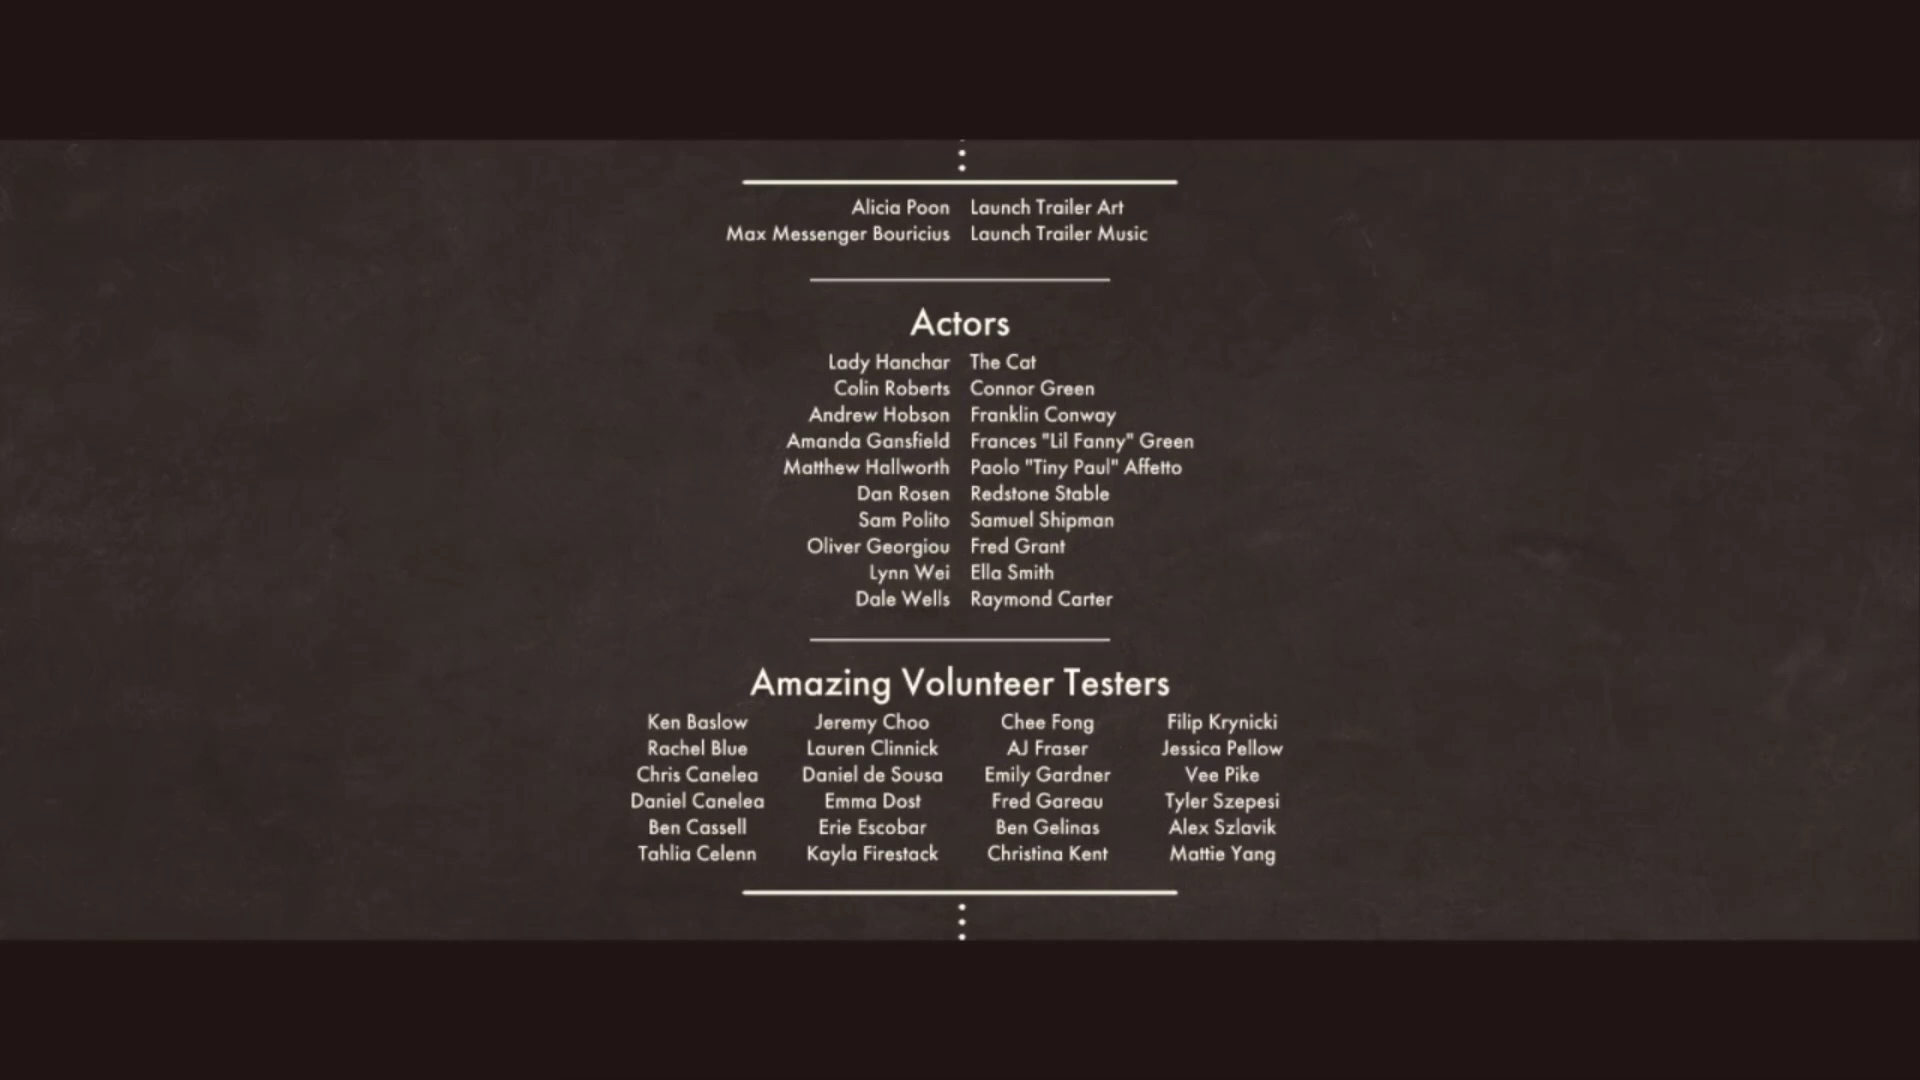 Alicia Poon Launch Trailer Art
Max Messenger Bouricius Launch Trailer Music
Actors
Lady Hanchar The Cat
Colin Roberts Connor Green
Andrew Hobson Franklin Conway
Amanda Gansfield Frances "Lil Fanny" Green
Matthew Hallworth Paolo "Tiny Paul" Affetto
Dan Rosen Redstone Stable
Sam Polito Samuel Shipman
Oliver Georgiou Fred Grant
Lynn Wei Ella Smith
Dale Wells Raymond Carter
Amazing Volunteer Testers
Ken Baslow Jeremy Choo Chee Fong Filip Krynicki
Rachel Blue Lauren Clinnick AJ Fraser Jessica Pellow
Chris Canelea Daniel de Sousa Emily Gardner Vee Pike
Daniel Canelea Emma Dost Fred Gareau Tyler Szepesi
Ben Cassell Erie Escobar Ben Gelinas Alex Szlavik
Tahlia Celenn Kayla Firestack Christina Kent Mattie Yang